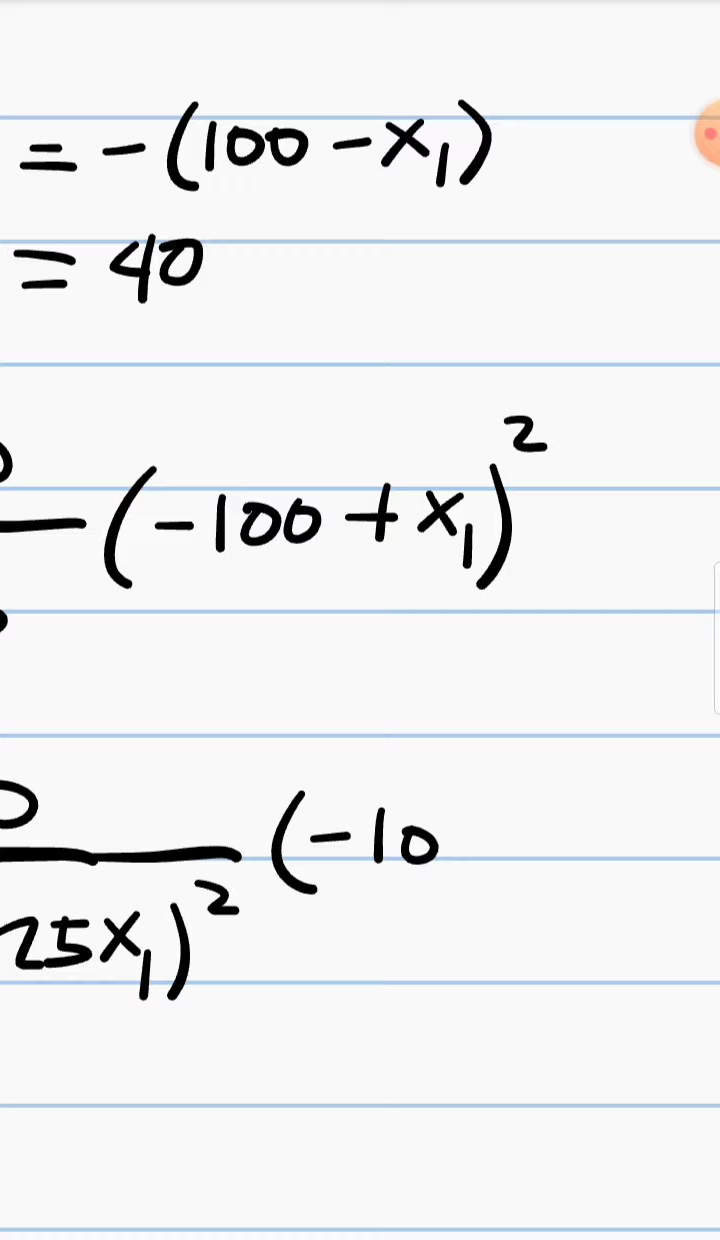 = -(100 - x₁)
= 40
(-100 + x₁)²
(-10
25x₁)²